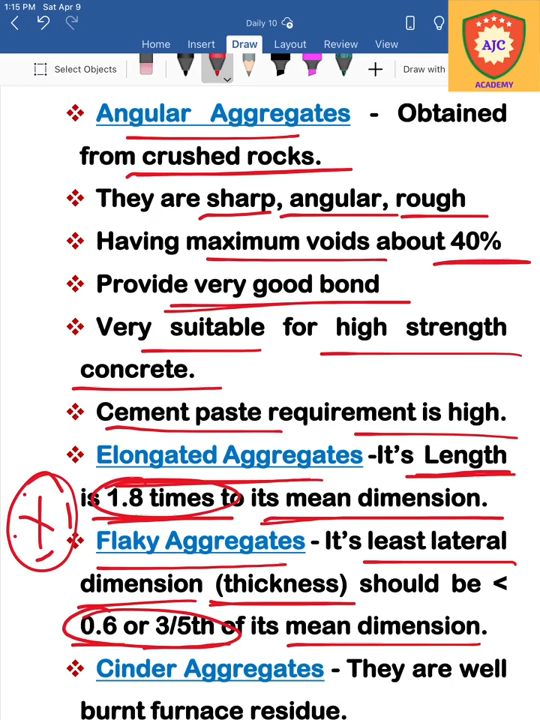 1:15 PM Sat Apr 9
Daily 10
Home Insert Draw Layout Review View
Select Objects
Draw with
AJC
ACADEMY
❖ Angular Aggregates - Obtained
from crushed rocks.
❖ They are sharp, angular, rough
❖ Having maximum voids about 40%
❖ Provide very good bond
❖ Very suitable for high strength
concrete.
❖ Cement paste requirement is high.
❖ Elongated Aggregates -It's Length
is 1.8 times to its mean dimension.
❖ Flaky Aggregates - It's least lateral
dimension (thickness) should be <
0.6 or 3/5th of its mean dimension.
❖ Cinder Aggregates - They are well
burnt furnace residue.